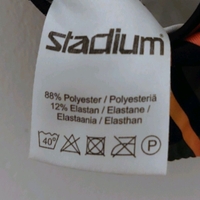 stadium
88% Polyester / Polyesteriä
12% Elastan / Elastane /
Elastaania / Elasthan
40° P